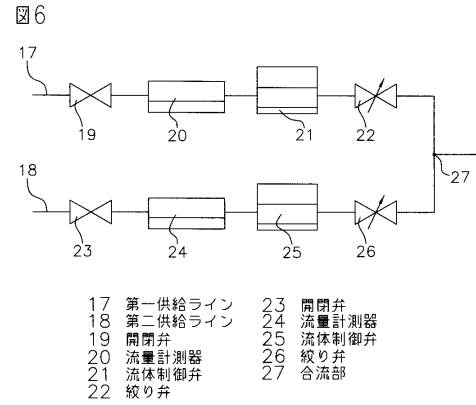 図6
17
19
20
21
22
27
18
23
24
25
26
17 第一供給ライン
18 第二供給ライン
19 開閉弁
20 流量計測器
21 流体制御弁
22 絞り弁
23 開閉弁
24 流量計測器
25 流体制御弁
26 絞り弁
27 合流部